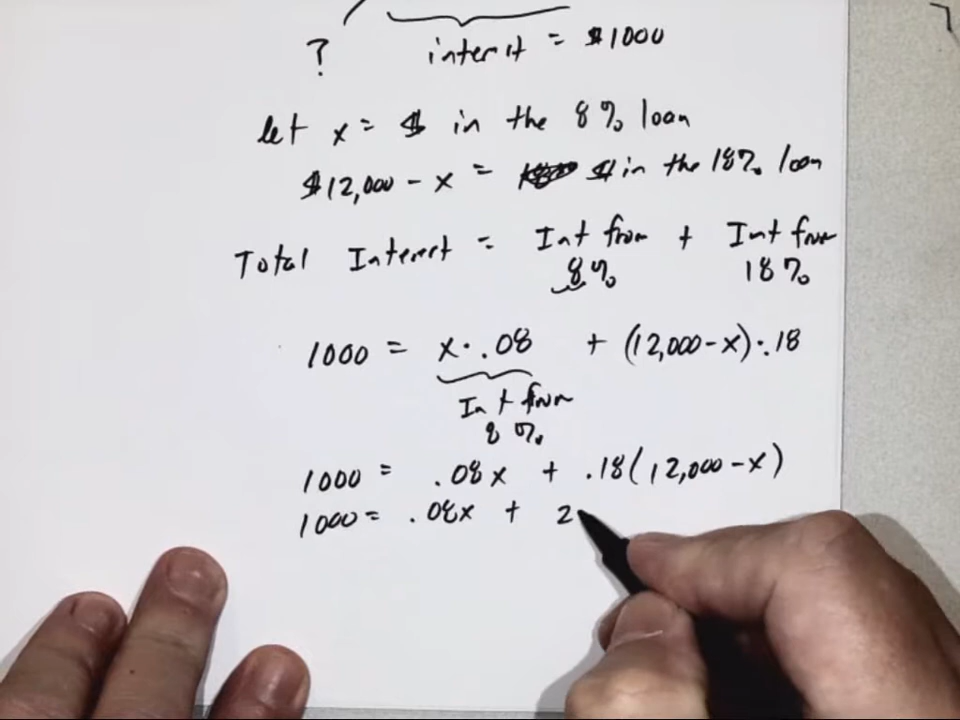 ? interest = $1000
let x = $ in the 8% loan
$12,000 - x = $ in the 18% loan
Total Interest = Int from 8% + Int from 18%
1000 = x · .08 + (12,000 - x) · .18
Int from
8%
1000 = .08x + .18(12,000 - x)
1000 = .08x + 2